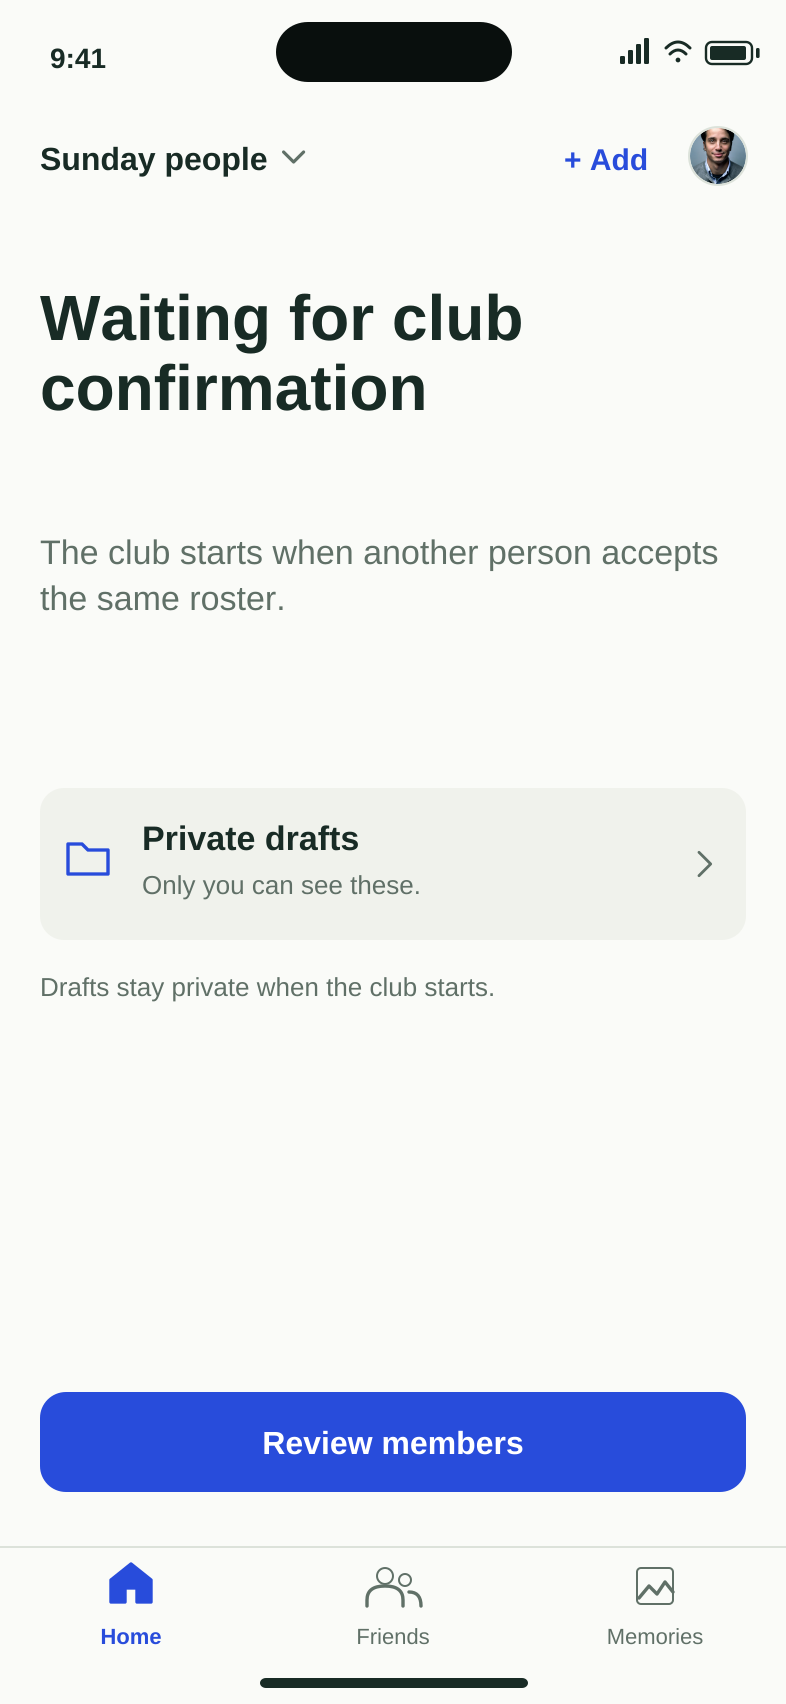 9:41
Sunday people
+ Add
Waiting for club
confirmation
The club starts when another person accepts
the same roster.
Private drafts
Only you can see these.
Drafts stay private when the club starts.
Review members
Home
Friends
Memories